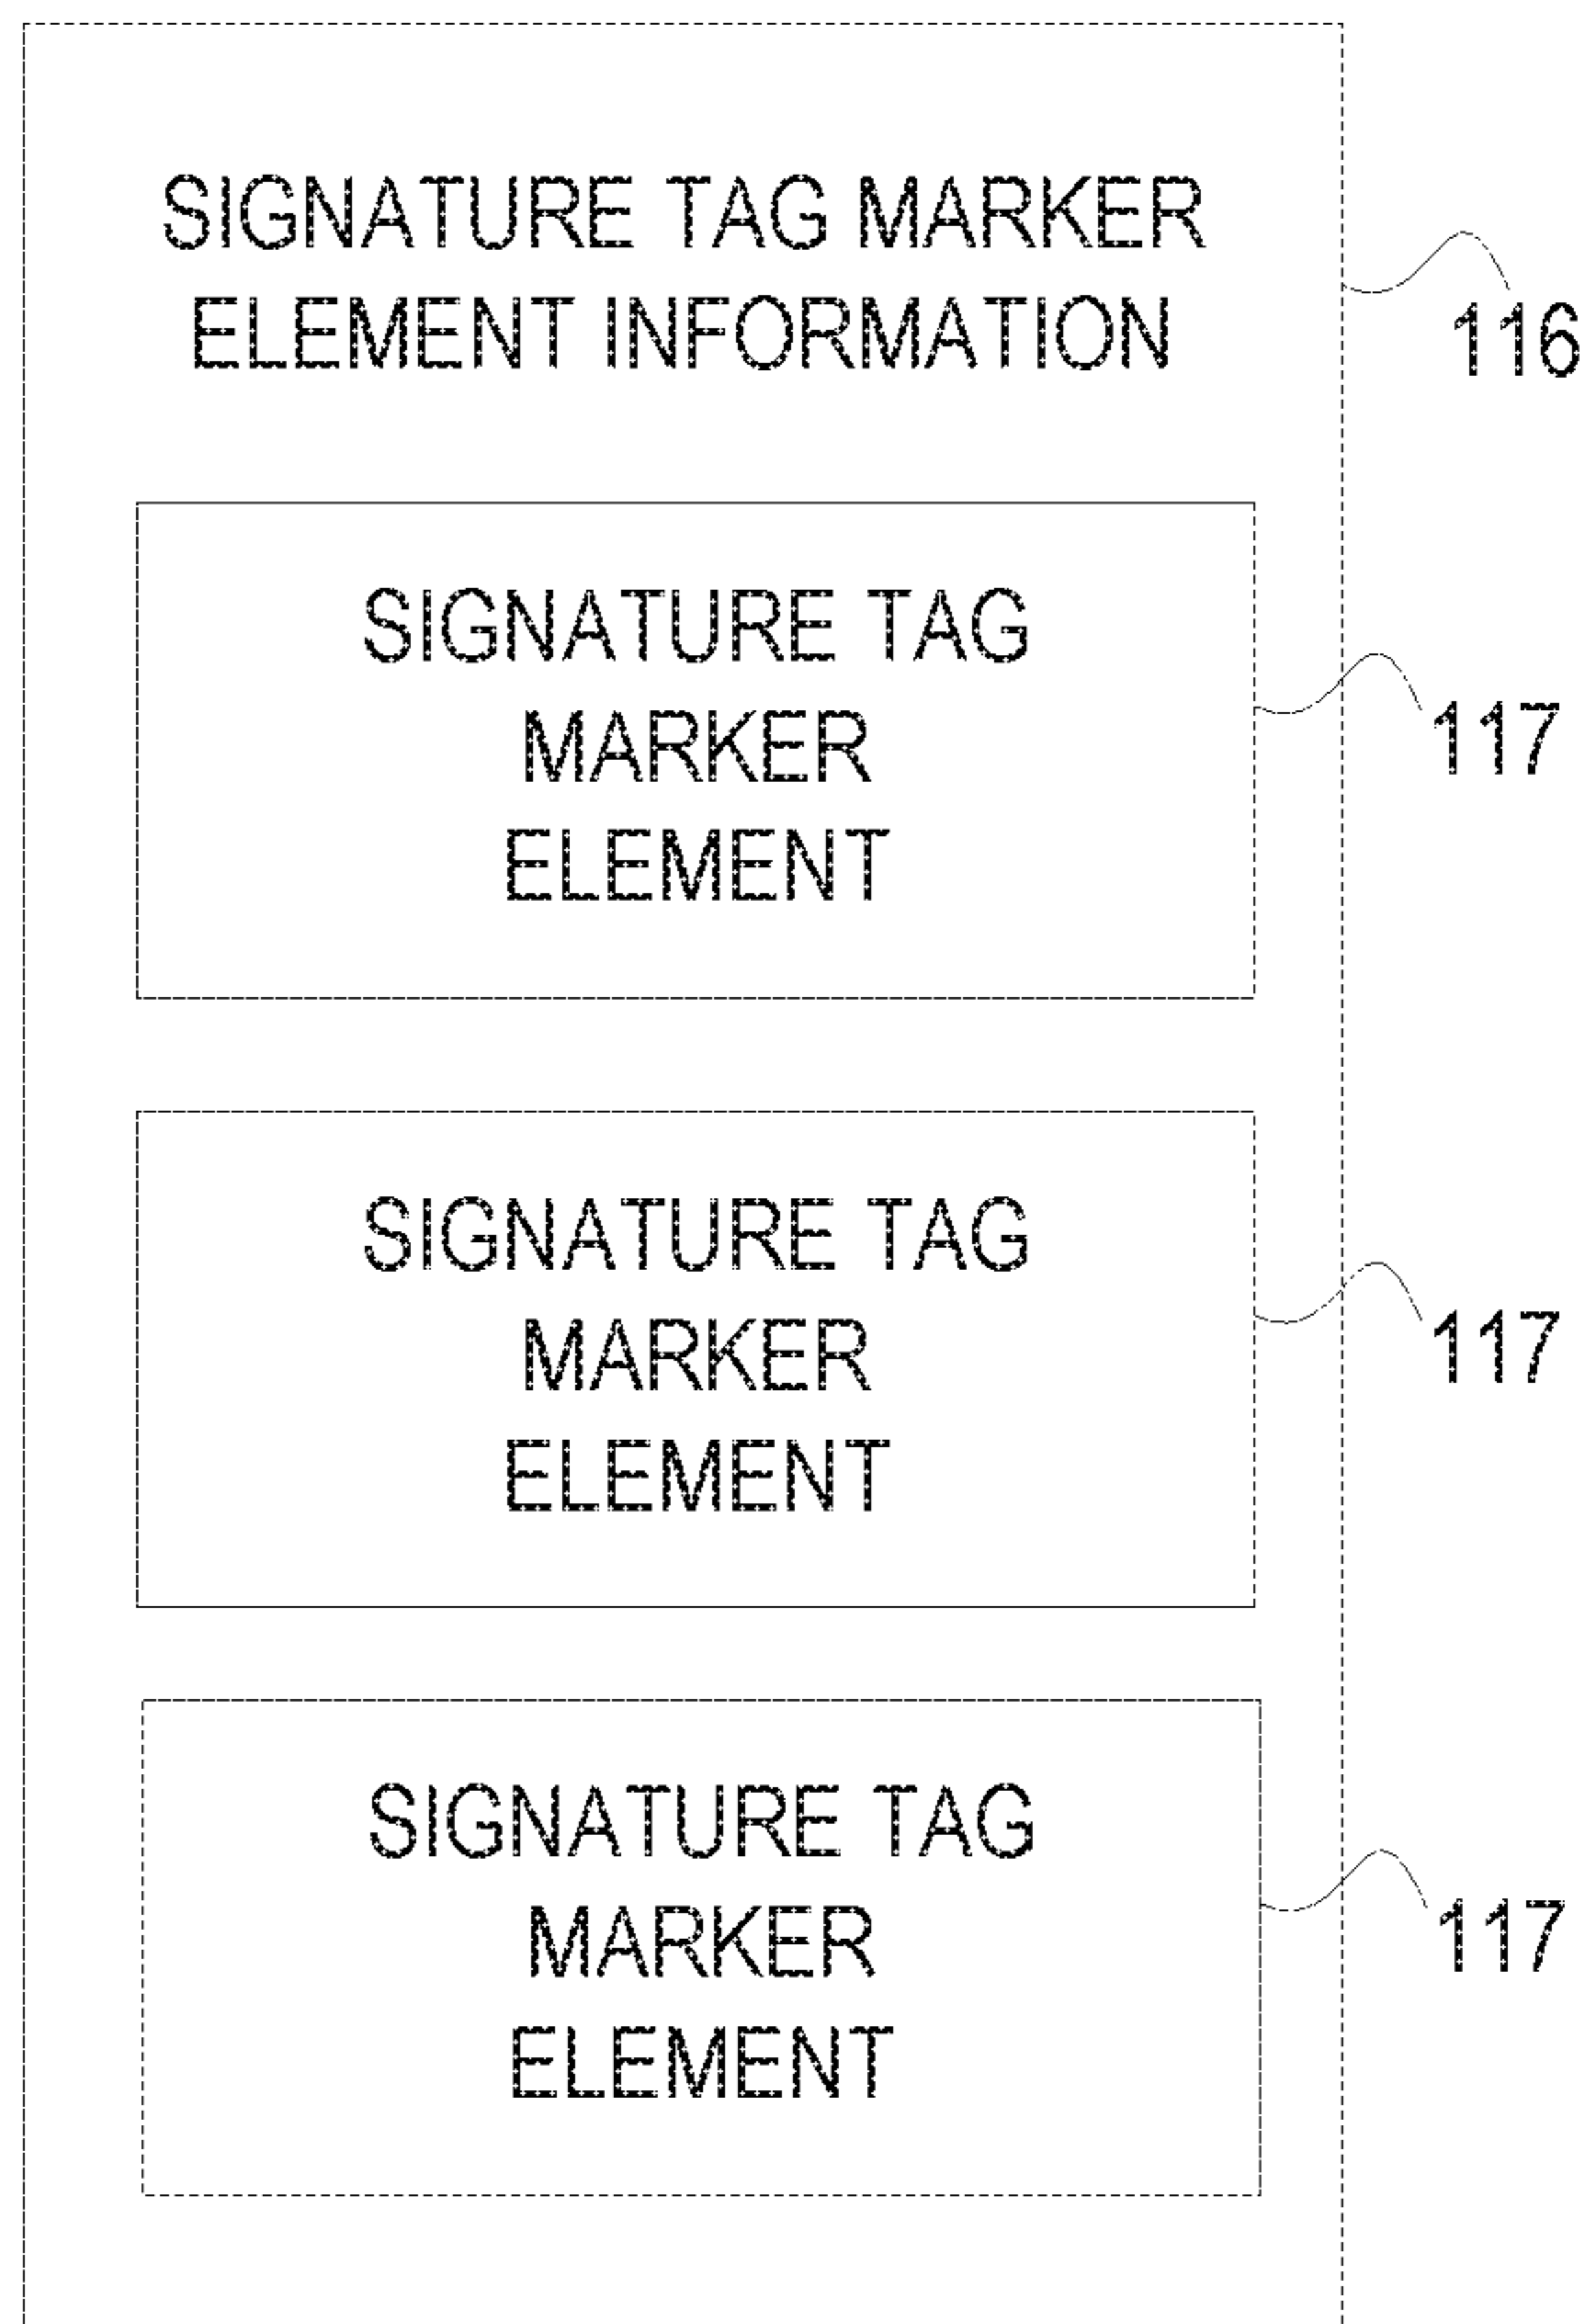 SIGNATURE TAG MARKER
ELEMENT INFORMATION
116
SIGNATURE TAG
MARKER
ELEMENT
117
SIGNATURE TAG
MARKER
ELEMENT
117
SIGNATURE TAG
MARKER
ELEMENT
117